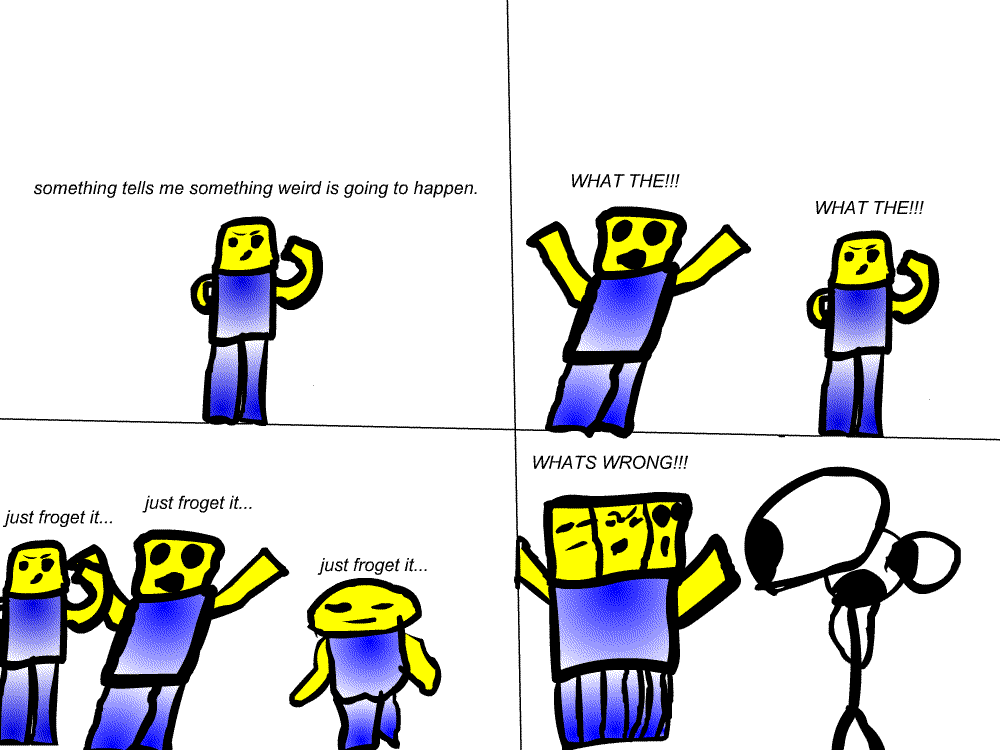 something tells me something weird is going to happen.
WHAT THE!!!
WHAT THE!!!
just froget it...
just froget it...
just froget it...
WHATS WRONG!!!